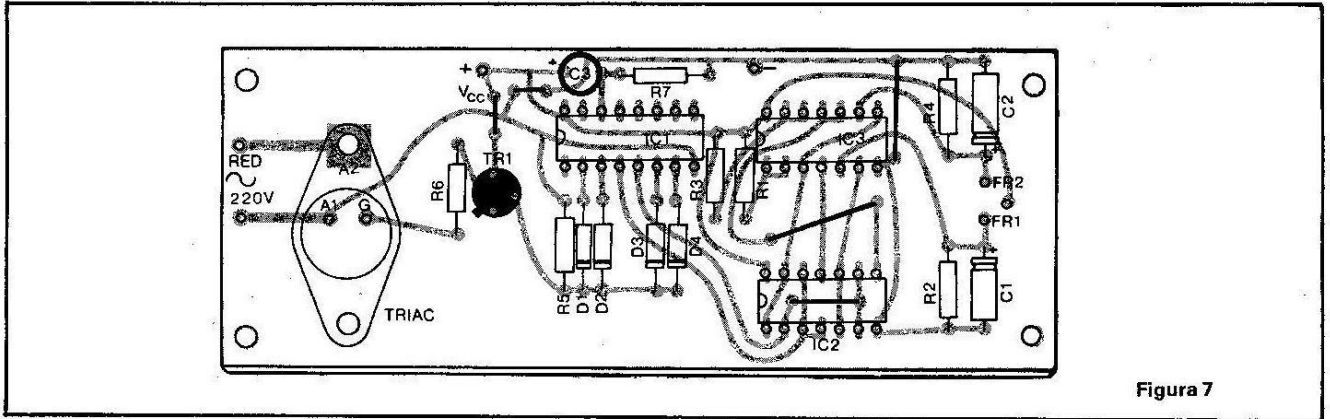 +
C3
+
−
Vcc
R7
R4
C2
+
RED
220V
A2
A1
G
R6
TR1
IC1
R3
R1
IC3
FR2
FR1
R5
D1
D2
D3
D4
R2
C1
+
TRIAC
IC2
Figura 7